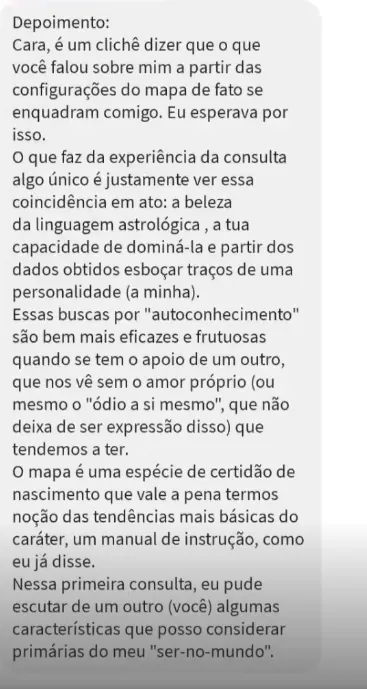 Depoimento:
Cara, é um clichê dizer que o que
você falou sobre mim a partir das
configurações do mapa de fato se
enquadram comigo. Eu esperava por
isso.
O que faz da experiência da consulta
algo único é justamente ver essa
coincidência em ato: a beleza
da linguagem astrológica , a tua
capacidade de dominá-la e partir dos
dados obtidos esboçar traços de uma
personalidade (a minha).
Essas buscas por "autoconhecimento"
são bem mais eficazes e frutuosas
quando se tem o apoio de um outro,
que nos vê sem o amor próprio (ou
mesmo o "ódio a si mesmo", que não
deixa de ser expressão disso) que
tendemos a ter.
O mapa é uma espécie de certidão de
nascimento que vale a pena termos
noção das tendências mais básicas do
caráter, um manual de instrução, como
eu já disse.
Nessa primeira consulta, eu pude
escutar de um outro (você) algumas
características que posso considerar
primárias do meu "ser-no-mundo".